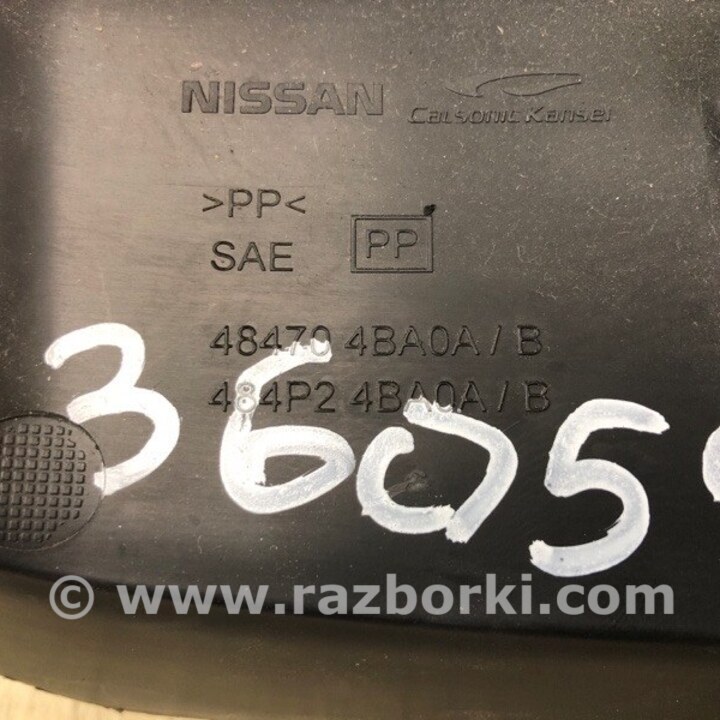 NISSAN Calsonic Kansei
>PP<
SAE PP
48470 4BA0A / B
484P2 4BA0A / B
3605
© www.razborki.com